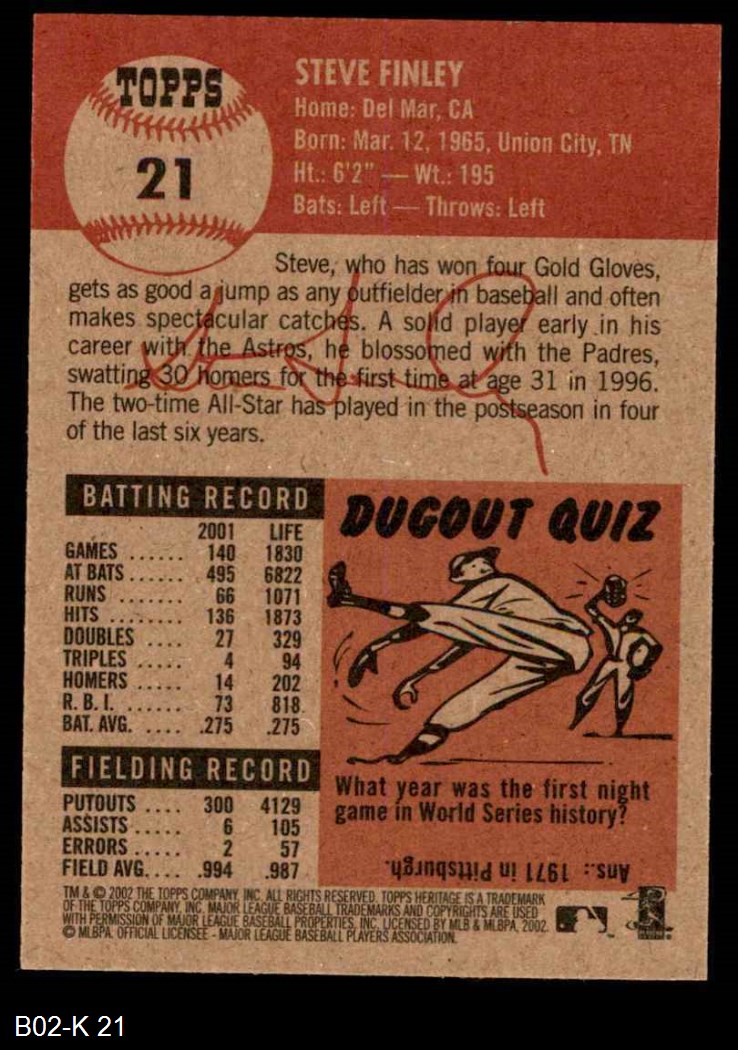 TOPPS
21
STEVE FINLEY
Home: Del Mar, CA
Born: Mar. 12, 1965, Union City, TN
Ht.: 6'2" — Wt.: 195
Bats: Left — Throws: Left
Steve, who has won four Gold Gloves,
gets as good a jump as any outfielder in baseball and often
makes spectacular catches. A solid player early in his
career with the Astros, he blossomed with the Padres,
swatting 30 homers for the first time at age 31 in 1996.
The two-time All-Star has played in the postseason in four
of the last six years.
BATTING RECORD
2001 LIFE
GAMES ...... 140 1830
AT BATS ..... 495 6822
RUNS ....... 66 1071
HITS ........ 136 1873
DOUBLES .... 27 329
TRIPLES ..... 4 94
HOMERS ..... 14 202
R.B.I. ...... 73 818
BAT. AVG. .... .275 .275
FIELDING RECORD
PUTOUTS .... 300 4129
ASSISTS ..... 6 105
ERRORS ..... 2 57
FIELD AVG. ... .994 .987
DUGOUT QUIZ
What year was the first night
game in World Series history?
Ans.: 1971 in Pittsburgh.
TM & © 2002 THE TOPPS COMPANY, INC. ALL RIGHTS RESERVED. TOPPS HERITAGE IS A TRADEMARK
OF THE TOPPS COMPANY, INC. MAJOR LEAGUE BASEBALL TRADEMARKS AND COPYRIGHTS ARE USED
WITH PERMISSION OF MAJOR LEAGUE BASEBALL PROPERTIES, INC. LICENSED BY MLB & MLBPA, 2002.
© MLBPA. OFFICIAL LICENSEE - MAJOR LEAGUE BASEBALL PLAYERS ASSOCIATION.
B02-K 21